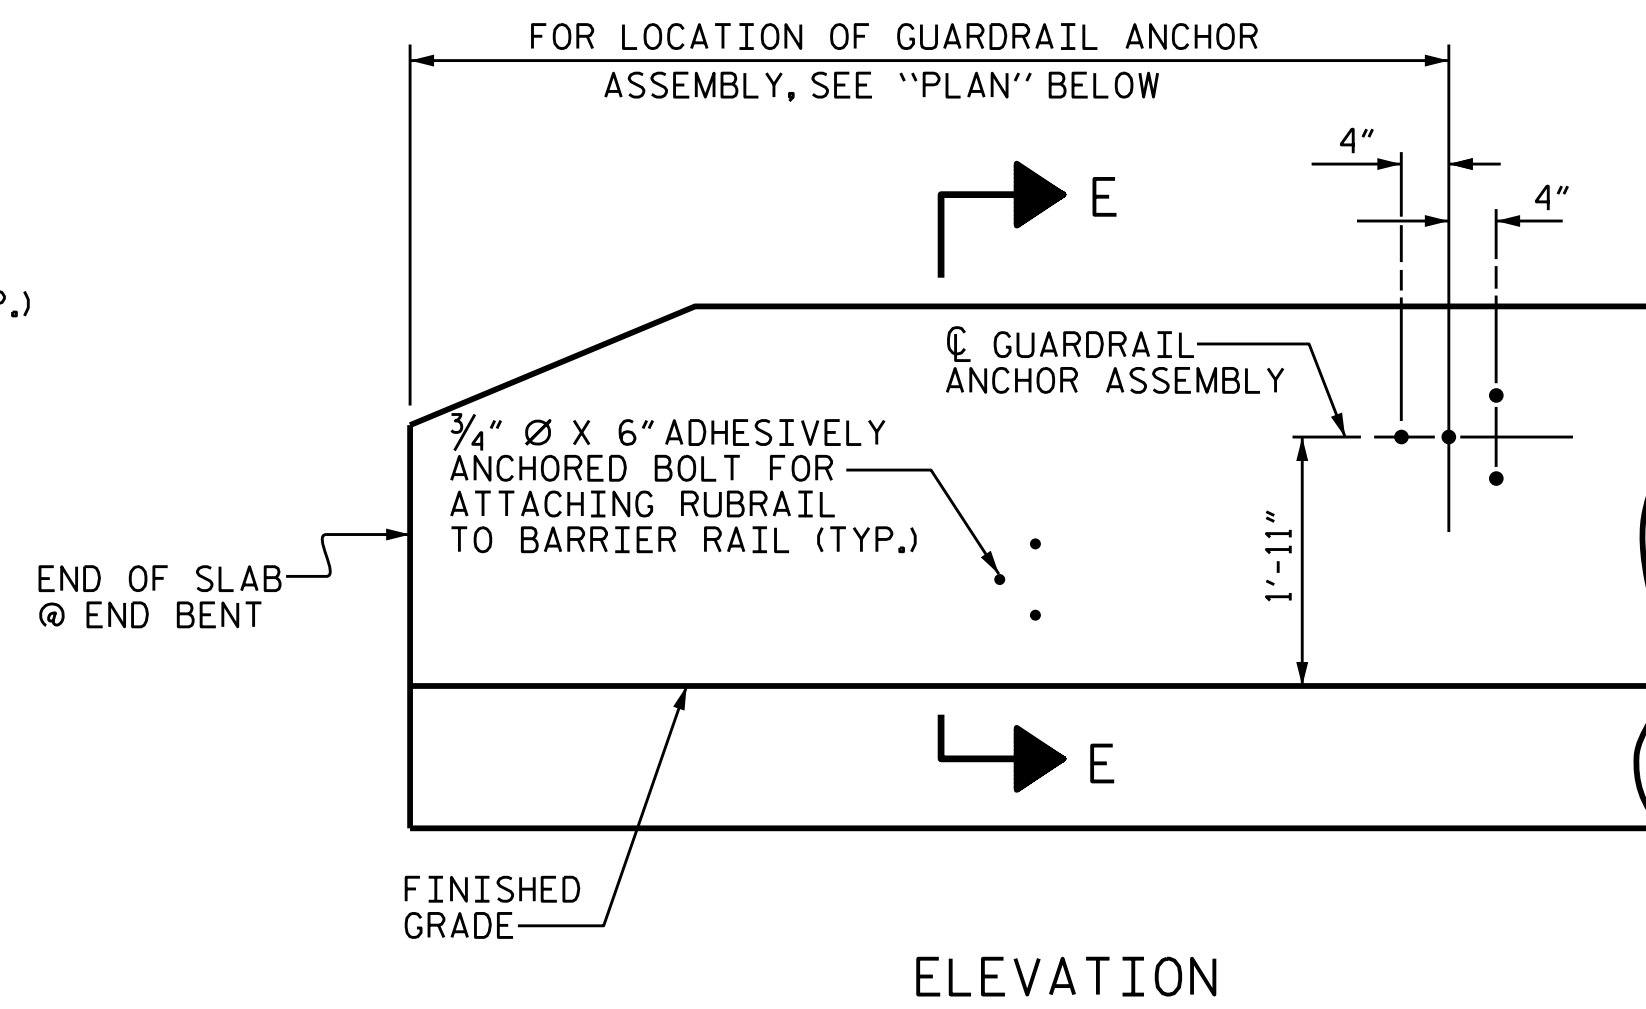 FOR LOCATION OF GUARDRAIL ANCHOR
ASSEMBLY, SEE "PLAN" BELOW
4"
4"
E
P.)
℄ GUARDRAIL
ANCHOR ASSEMBLY
3/4" Ø X 6" ADHESIVELY
ANCHORED BOLT FOR
ATTACHING RUBRAIL
TO BARRIER RAIL (TYP.)
1'-11"
END OF SLAB
@ END BENT
E
FINISHED
GRADE
ELEVATION